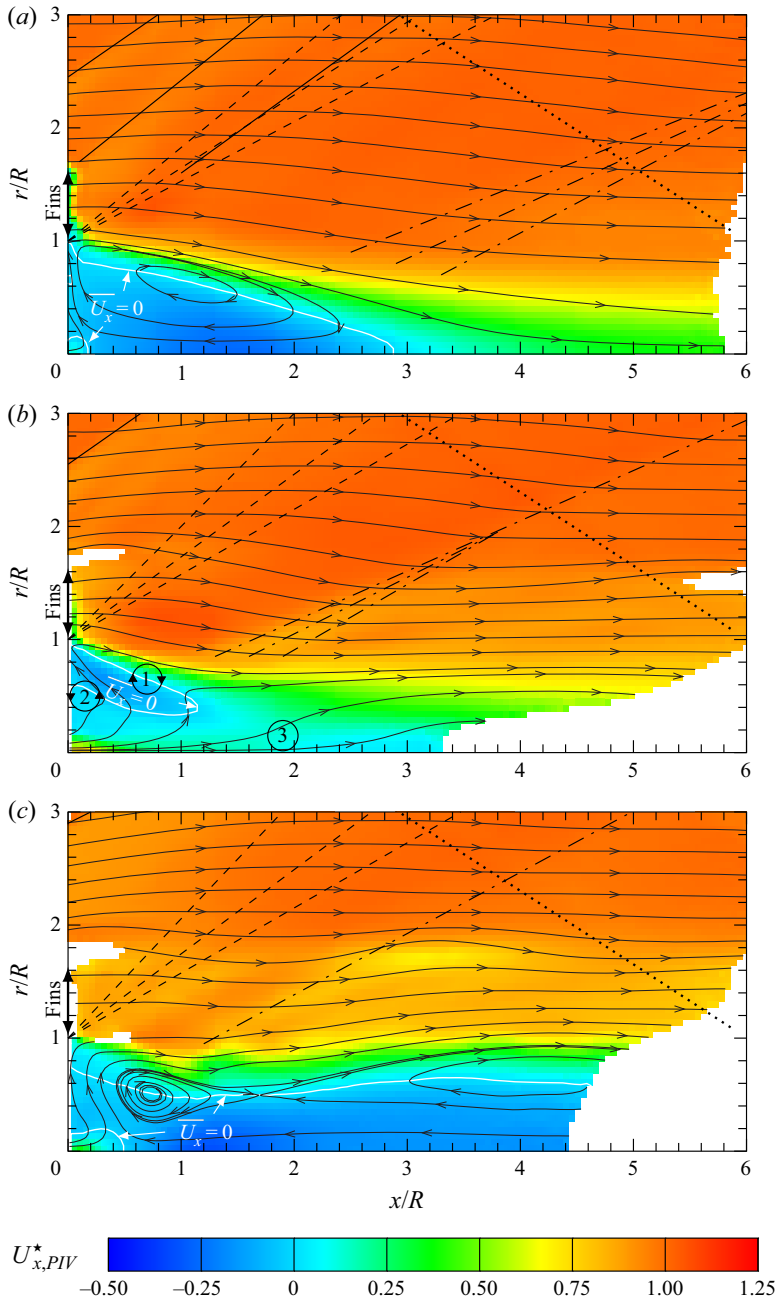 (a)
3
2
1
r/R
Fins
U̅ₓ = 0
0 1 2 3 4 5 6
(b)
3
2
1
r/R
Fins
1
2
U̅ₓ = 0
3
0 1 2 3 4 5 6
(c)
3
2
1
r/R
Fins
U̅ₓ = 0
0 1 2 3 4 5 6
x/R
U★x,PIV
–0.50 –0.25 0 0.25 0.50 0.75 1.00 1.25